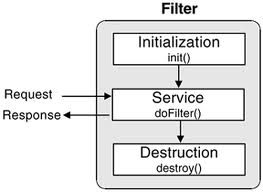 Filter
Initialization
init()
Request
Service
Response
doFilter()
Destruction
destroy()